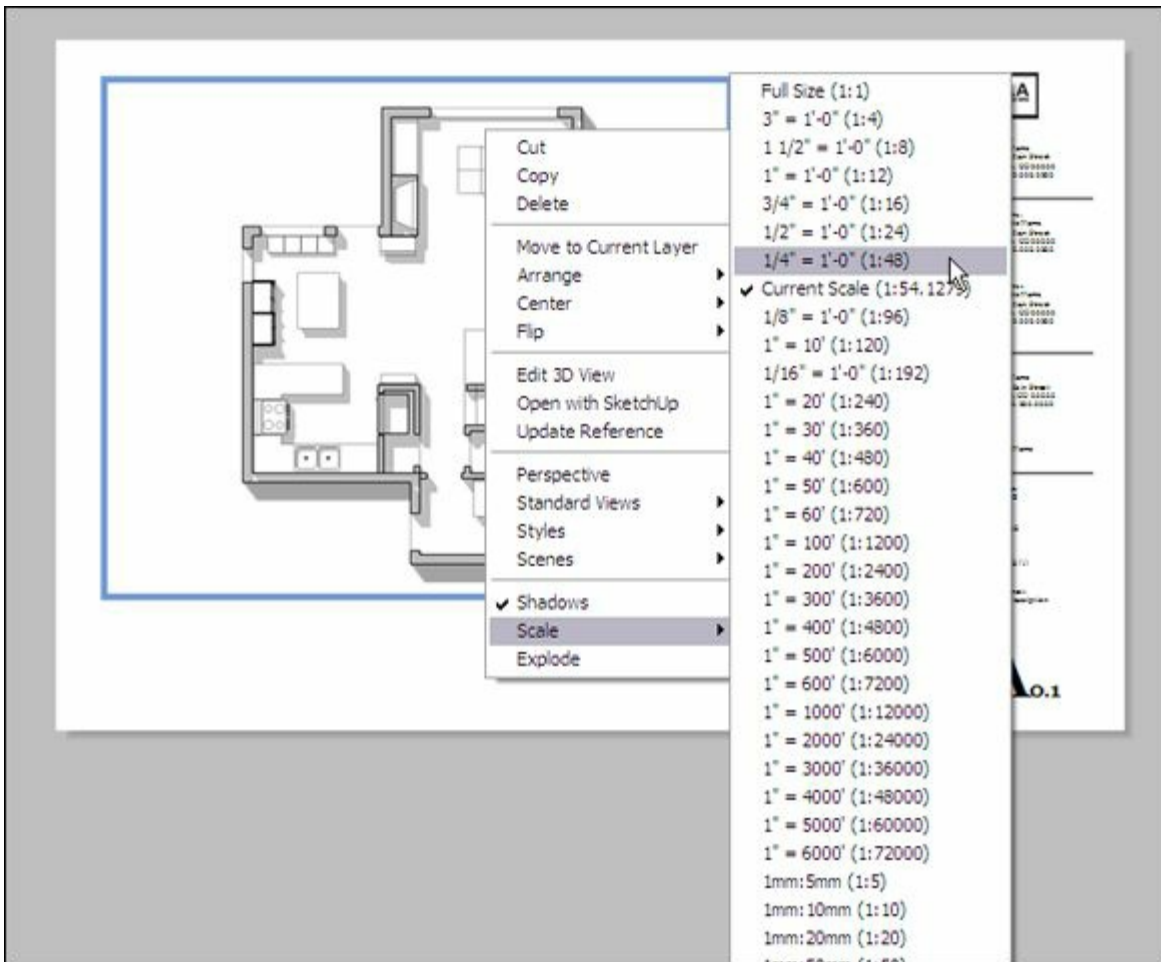 Cut
Copy
Delete
Move to Current Layer
Arrange
Center
Flip
Edit 3D View
Open with SketchUp
Update Reference
Perspective
Standard Views
Styles
Scenes
Shadows
Scale
Explode
Full Size (1:1)
3" = 1'-0" (1:4)
1 1/2" = 1'-0" (1:8)
1" = 1'-0" (1:12)
3/4" = 1'-0" (1:16)
1/2" = 1'-0" (1:24)
1/4" = 1'-0" (1:48)
Current Scale (1:54.1279)
1/8" = 1'-0" (1:96)
1" = 10' (1:120)
1/16" = 1'-0" (1:192)
1" = 20' (1:240)
1" = 30' (1:360)
1" = 40' (1:480)
1" = 50' (1:600)
1" = 60' (1:720)
1" = 100' (1:1200)
1" = 200' (1:2400)
1" = 300' (1:3600)
1" = 400' (1:4800)
1" = 500' (1:6000)
1" = 600' (1:7200)
1" = 1000' (1:12000)
1" = 2000' (1:24000)
1" = 3000' (1:36000)
1" = 4000' (1:48000)
1" = 5000' (1:60000)
1" = 6000' (1:72000)
1mm:5mm (1:5)
1mm:10mm (1:10)
1mm:20mm (1:20)
A0.1